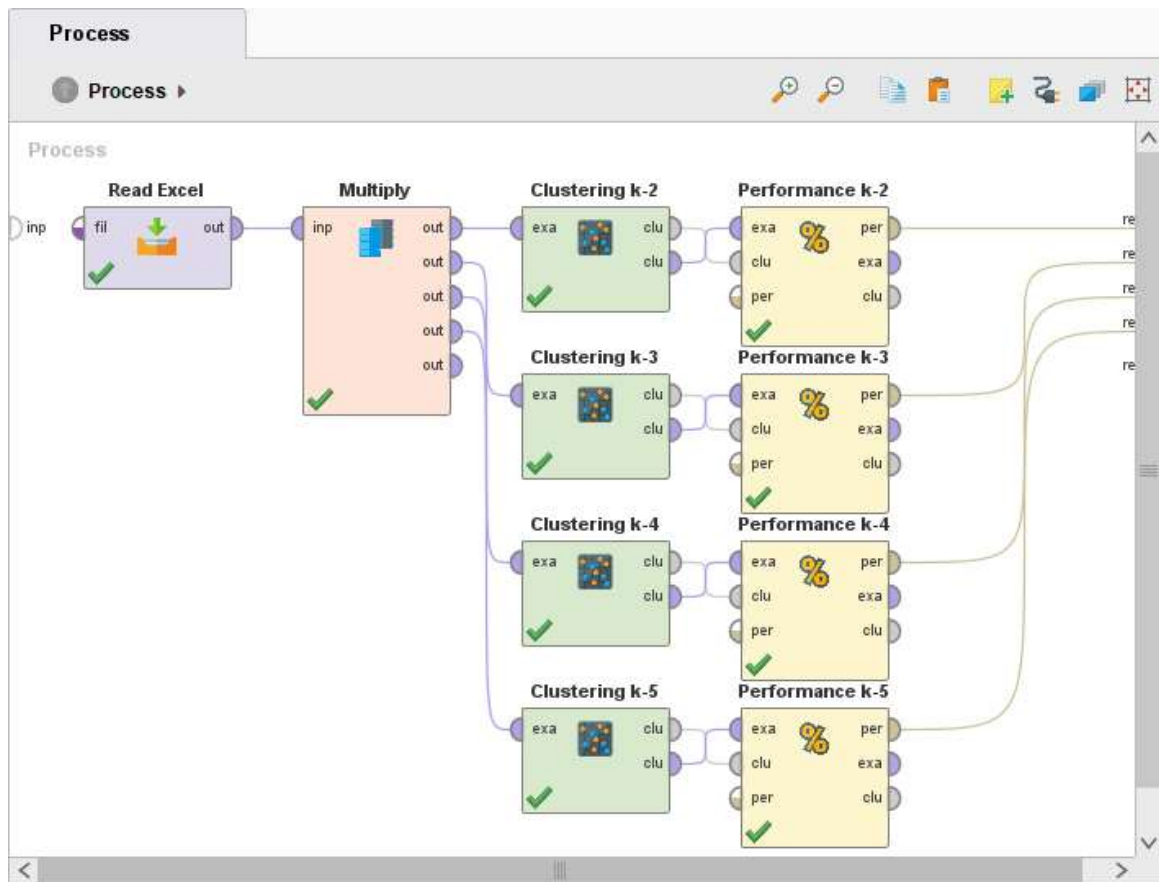 Process
Process
Process
Read Excel Multiply Clustering k-2 Performance k-2
inp fil out inp out exa clu exa per re
out clu clu exa re
out per clu re
out re
out Clustering k-3 Performance k-3 re
exa clu exa per
clu clu exa
per clu
Clustering k-4 Performance k-4
exa clu exa per
clu clu exa
per clu
Clustering k-5 Performance k-5
exa clu exa per
clu clu exa
per clu